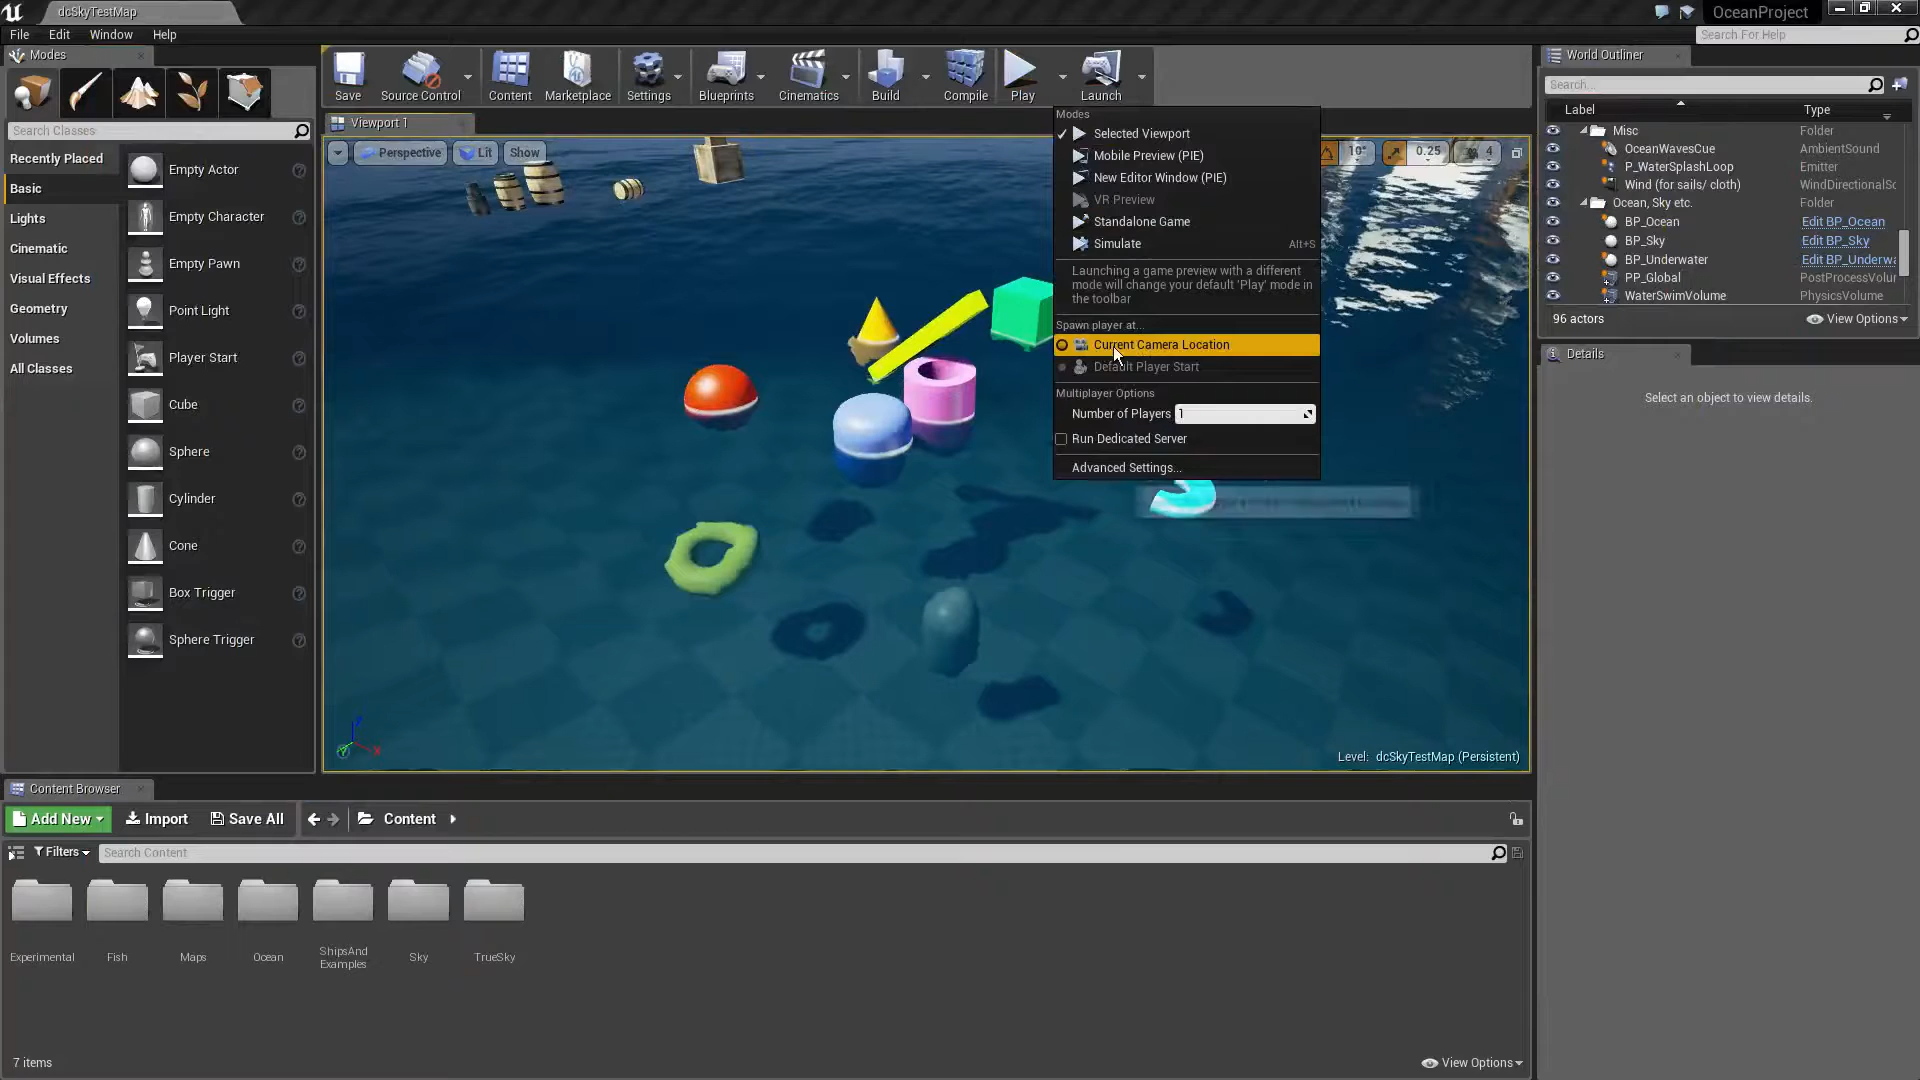 dcSkyTestMap
OceanProject
File Edit Window Help
Search For Help
Modes
Save
Source Control
Content
Marketplace
Settings
Blueprints
Cinematics
Build
Compile
Play
Launch
Search Classes
Recently Placed
Basic
Lights
Cinematic
Visual Effects
Geometry
Volumes
All Classes
Empty Actor
Empty Character
Empty Pawn
Point Light
Player Start
Cube
Sphere
Cylinder
Cone
Box Trigger
Sphere Trigger
Viewport 1
Perspective
Lit
Show
10°
0.25
4
Modes
Selected Viewport
Mobile Preview (PIE)
New Editor Window (PIE)
VR Preview
Standalone Game
Simulate Alt+S
Launching a game preview with a different
mode will change your default 'Play' mode in
the toolbar
Spawn player at...
Current Camera Location
Default Player Start
Multiplayer Options
Number of Players 1
Run Dedicated Server
Advanced Settings...
Level: dcSkyTestMap (Persistent)
World Outliner
Search...
Label Type
Misc Folder
OceanWavesCue AmbientSound
P_WaterSplashLoop Emitter
Wind (for sails/ cloth) WindDirectionalSc
Ocean, Sky etc. Folder
BP_Ocean Edit BP_Ocean
BP_Sky Edit BP_Sky
BP_Underwater Edit BP_Underwa
PP_Global PostProcessVolur
WaterSwimVolume PhysicsVolume
96 actors
View Options
Details
Select an object to view details.
Content Browser
Add New
Import
Save All
Content
Filters
Search Content
Experimental
Fish
Maps
Ocean
ShipsAnd
Examples
Sky
TrueSky
7 items
View Options